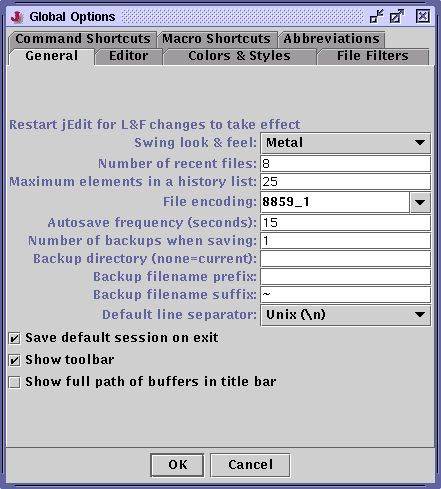 Global Options
Command Shortcuts Macro Shortcuts Abbreviations
General Editor Colors & Styles File Filters
Restart jEdit for L&F changes to take effect
Swing look & feel: Metal
Number of recent files: 8
Maximum elements in a history list: 25
File encoding: 8859_1
Autosave frequency (seconds): 15
Number of backups when saving: 1
Backup directory (none=current):
Backup filename prefix:
Backup filename suffix: ~
Default line separator: Unix (\n)
Save default session on exit
Show toolbar
Show full path of buffers in title bar
OK Cancel